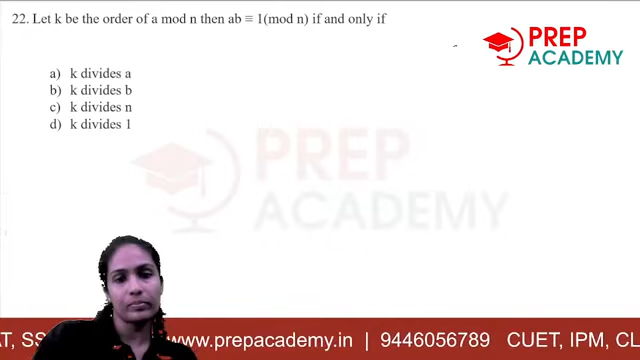 22. Let k be the order of a mod n then ab ≡ 1(mod n) if and only if
PREP
ACADEMY
a) k divides a
b) k divides b
c) k divides n
d) k divides 1
PREP
ACADEMY
AT, SS www.prepacademy.in | 9446056789 CUET, IPM, CL